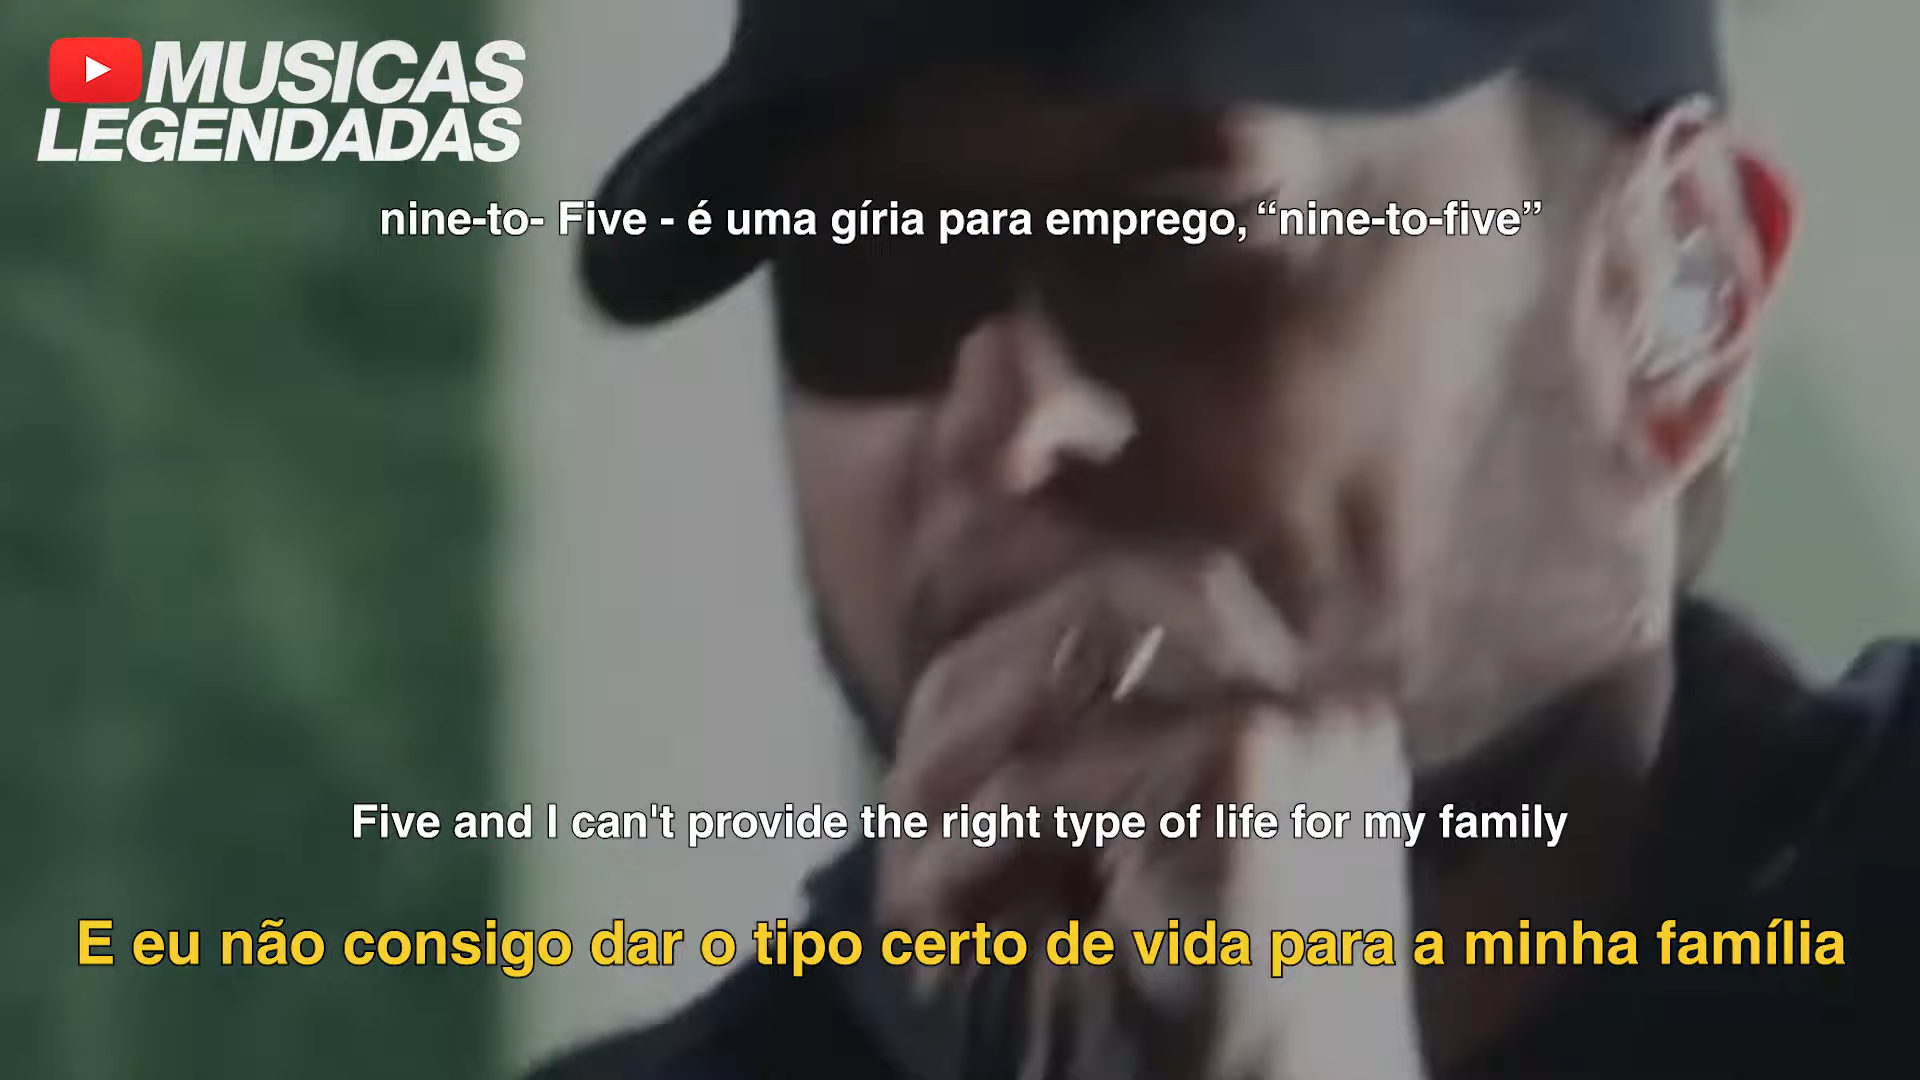 MUSICAS
LEGENDADAS
nine-to- Five - é uma gíria para emprego, “nine-to-five”
Five and I can't provide the right type of life for my family
E eu não consigo dar o tipo certo de vida para a minha família